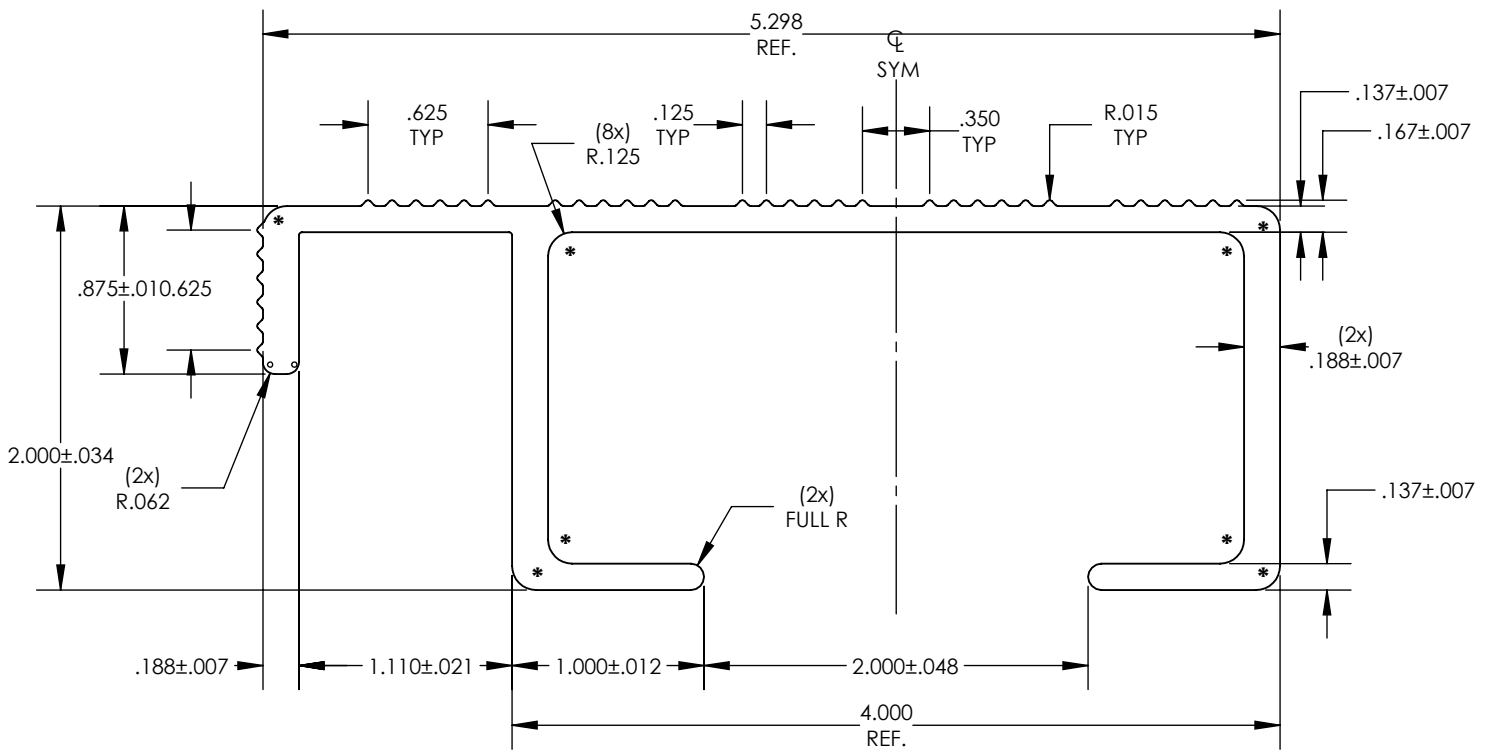 5.298
REF.
℄
SYM
.625
TYP
(8x)
R.125
.125
TYP
.350
TYP
R.015
TYP
.137±.007
.167±.007
*
*
*
*
.875±.010
.625
(2x)
.188±.007
2.000±.034
(2x)
R.062
(2x)
FULL R
.137±.007
*
*
*
*
.188±.007
1.110±.021
1.000±.012
2.000±.048
4.000
REF.